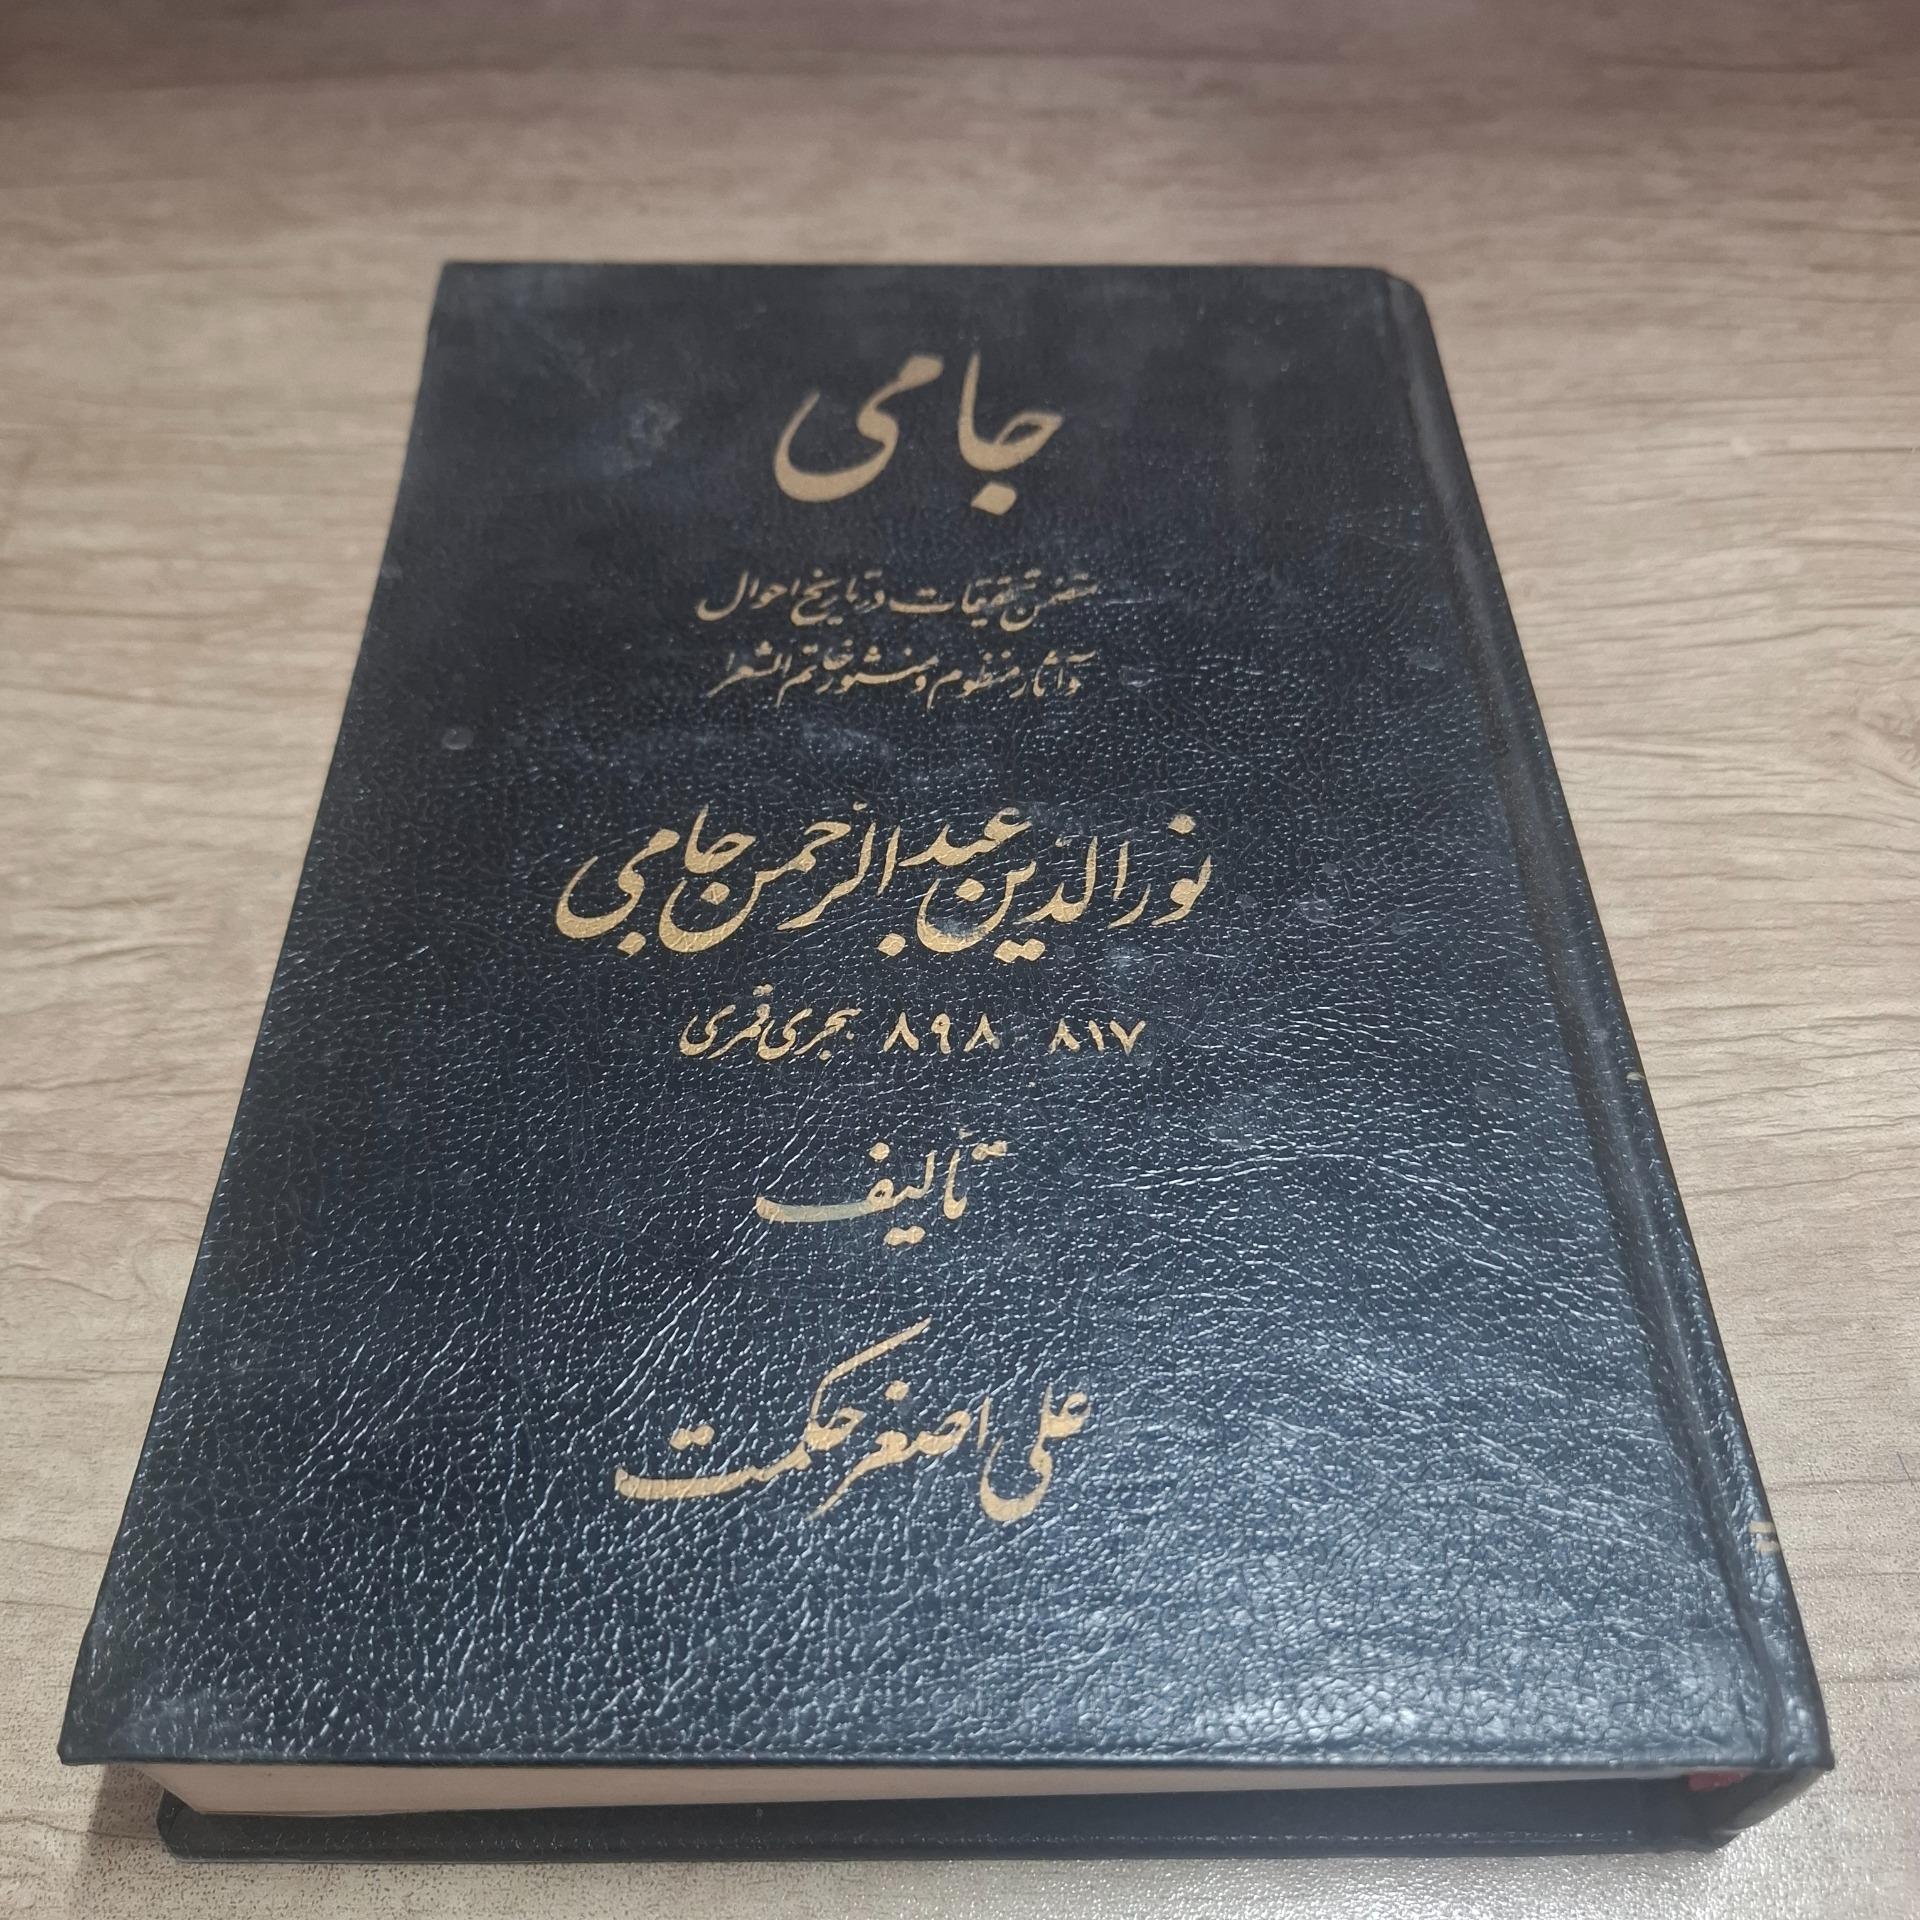 جامی
متضمن تحقیقات در تاریخ احوال
و آثار منظوم و منثور خاتم الشعرا
نورالدین عبدالرحمن جامی
۸۱۷ ۸۹۸ هجری قمری
تألیف
علی اصغر حکمت